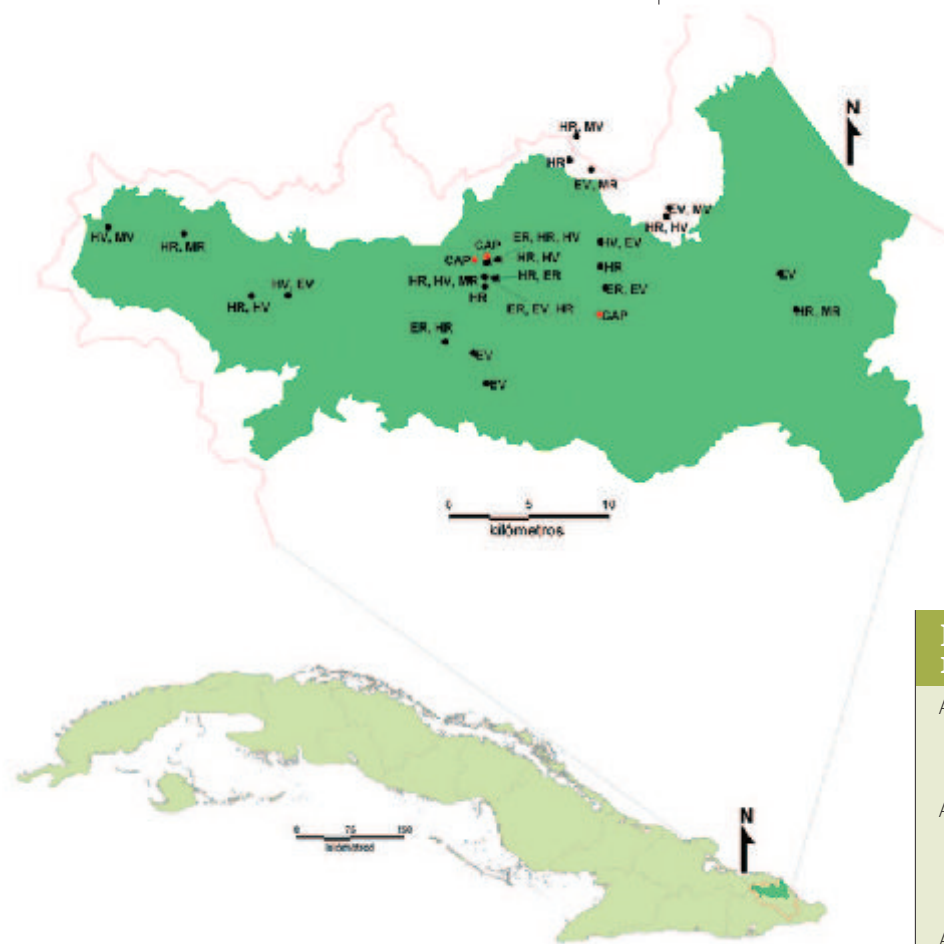 N
HR, MV
HR
EV, MR
EV, MV
HR, HV
HV, MV
HR, MR
ER, HR, HV
HV, EV
CAP
CAP
HR, HV
HR
EV
HR, HV, MR
HR, ER
HV, EV
ER, EV
HR
HR, HV
ER, EV, HR
CAP
HR, MR
ER, HR
EV
EV
0 5 10
kilómetros
N
0 75 150
kilómetros
A
A
A